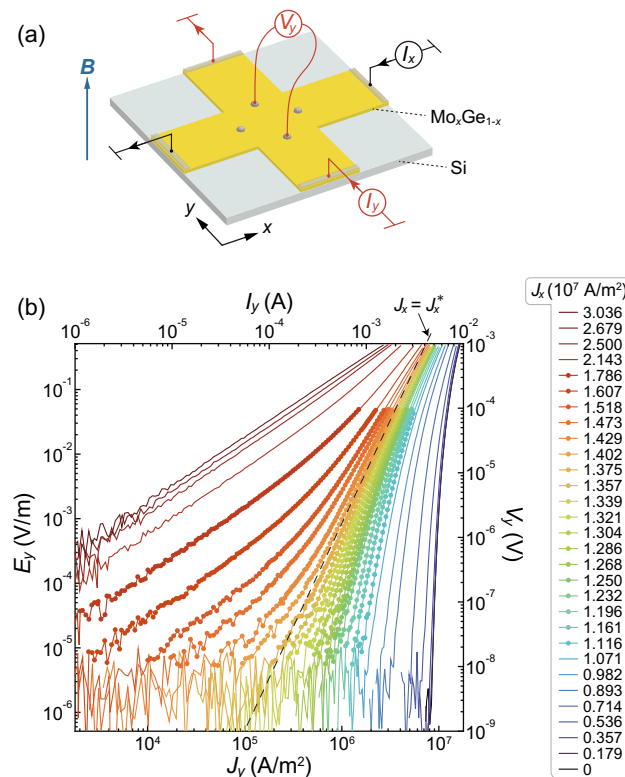 (a)
V_y
I_x
B
Mo_xGe_{1-x}
Si
I_y
y
x
(b)
I_y (A)
J_x = J_x^*
10^{-6} 10^{-5} 10^{-4} 10^{-3} 10^{-2}
10^{-1}
10^{-2}
10^{-3}
10^{-4}
10^{-5}
10^{-6}
E_y (V/m)
10^{-3}
10^{-4}
10^{-5}
10^{-6}
10^{-7}
10^{-8}
10^{-9}
V_y (V)
10^4 10^5 10^6 10^7
J_y (A/m^2)
J_x (10^7 A/m^2)
3.036
2.679
2.500
2.143
1.786
1.607
1.518
1.473
1.429
1.402
1.375
1.357
1.339
1.321
1.304
1.286
1.268
1.250
1.232
1.196
1.161
1.116
1.071
0.982
0.893
0.714
0.536
0.357
0.179
0